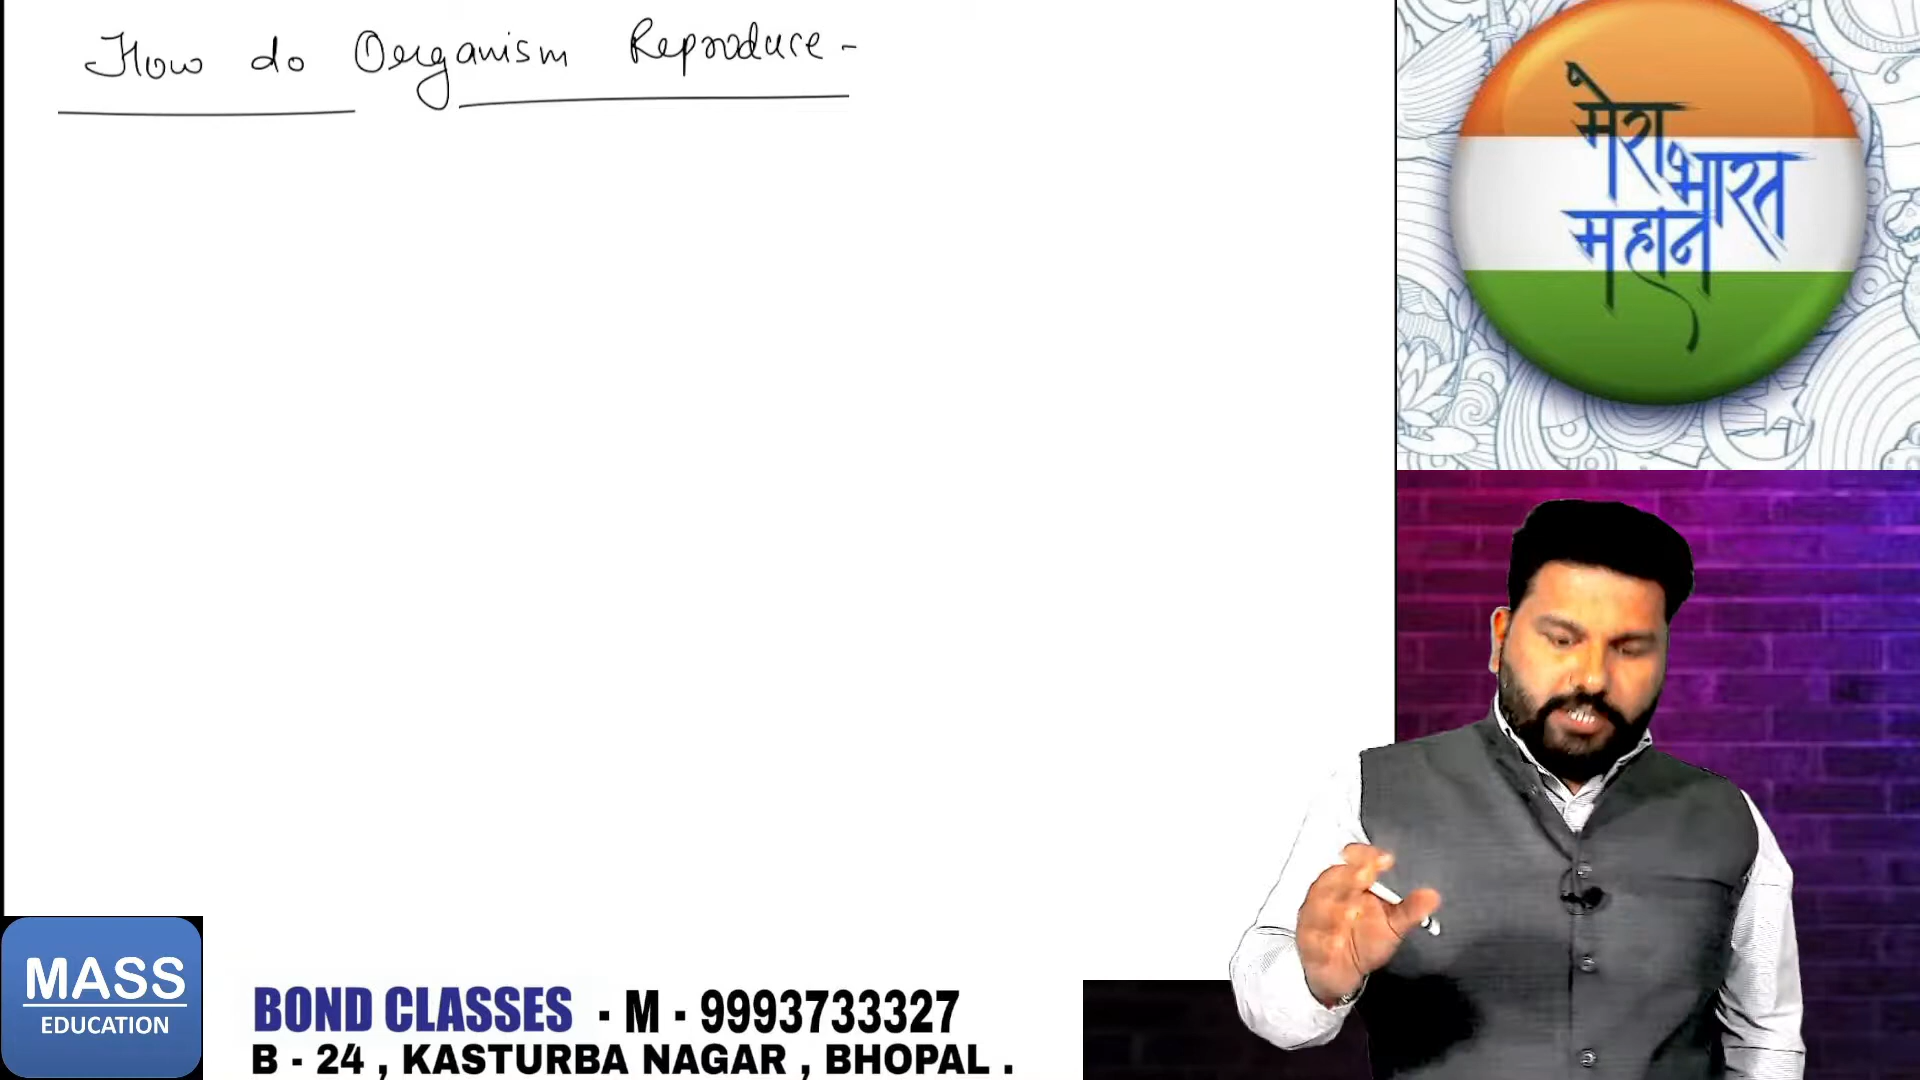 How do Organism Reproduce -
मेरा
भारत
महान
MASS
EDUCATION
BOND CLASSES - M - 9993733327
B - 24 , KASTURBA NAGAR , BHOPAL .